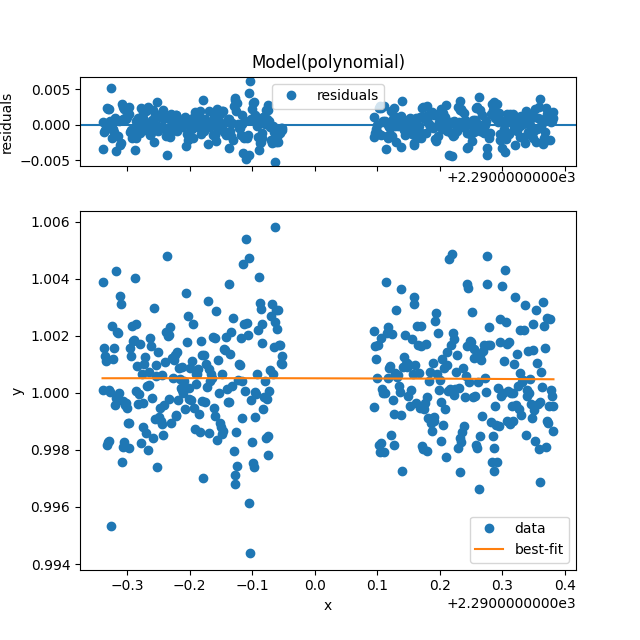 Model(polynomial)
residuals
0.005
0.000
−0.005
residuals
+2.2900000000e3
y
1.006
1.004
1.002
1.000
0.998
0.996
0.994
data
best-fit
−0.3 −0.2 −0.1 0.0 0.1 0.2 0.3 0.4
x
+2.2900000000e3